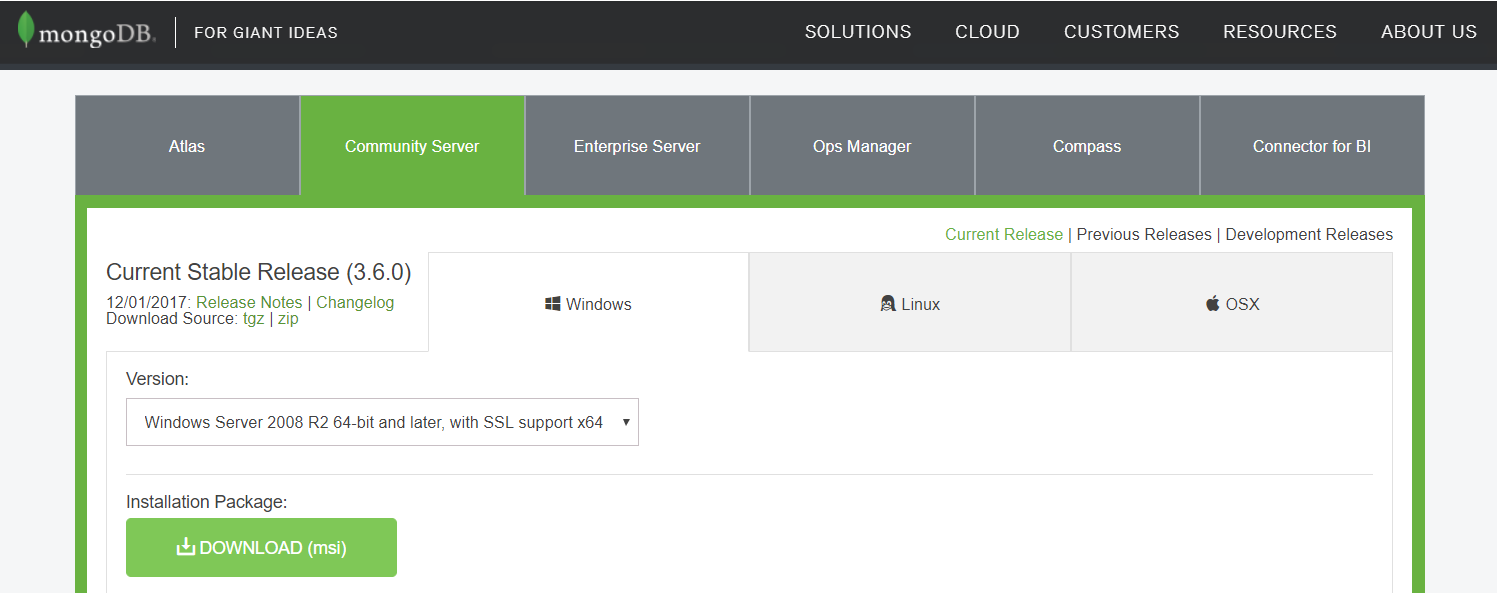 mongoDB. FOR GIANT IDEAS SOLUTIONS CLOUD CUSTOMERS RESOURCES ABOUT US
Atlas Community Server Enterprise Server Ops Manager Compass Connector for BI
Current Release | Previous Releases | Development Releases
Current Stable Release (3.6.0)
12/01/2017: Release Notes | Changelog
Download Source: tgz | zip
Windows Linux OSX
Version:
Windows Server 2008 R2 64-bit and later, with SSL support x64
Installation Package:
DOWNLOAD (msi)